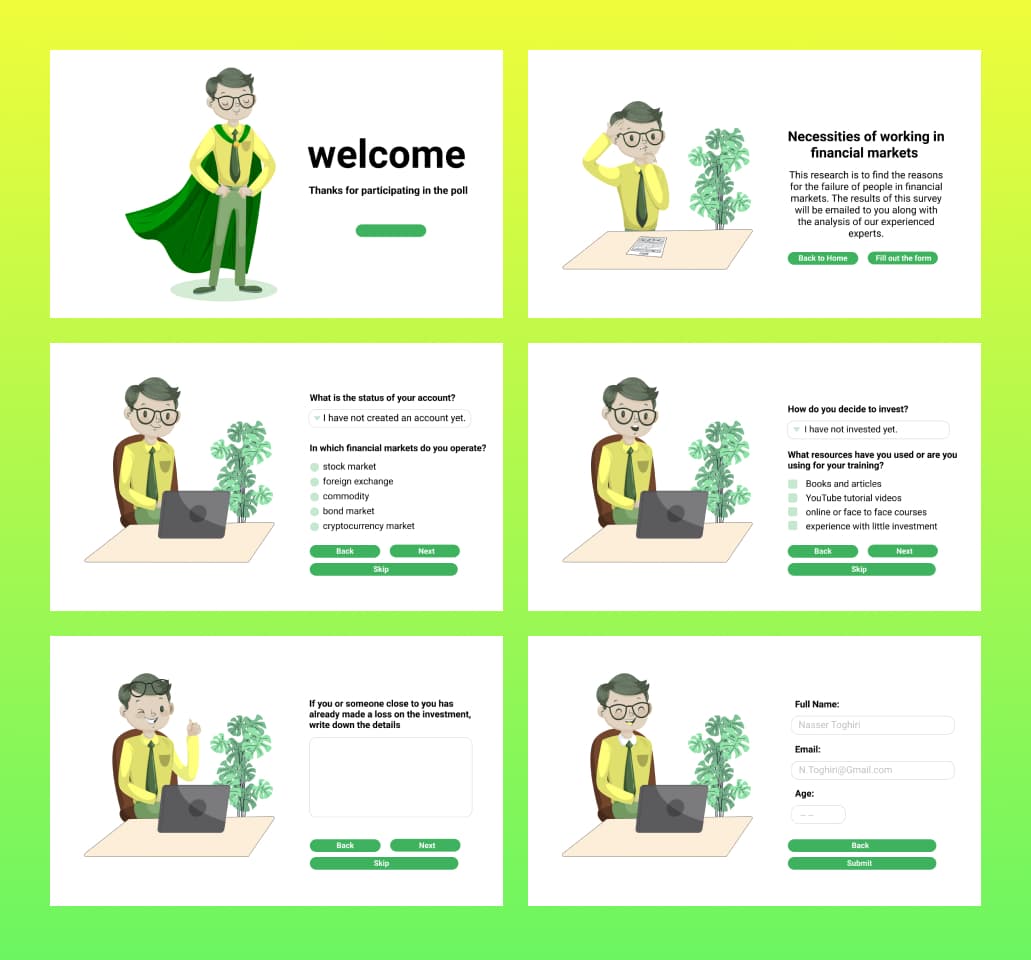 welcome
Thanks for participating in the poll
Necessities of working in
financial markets
This research is to find the reasons
for the failure of people in financial
markets. The results of this survey
will be emailed to you along with
the analysis of our experienced
experts.
Back to Home
Fill out the form
What is the status of your account?
I have not created an account yet.
In which financial markets do you operate?
stock market
foreign exchange
commodity
bond market
cryptocurrency market
Back
Next
Skip
How do you decide to invest?
I have not invested yet.
What resources have you used or are you
using for your training?
Books and articles
YouTube tutorial videos
online or face to face courses
experience with little investment
Back
Next
Skip
If you or someone close to you has
already made a loss on the investment,
write down the details
Back
Next
Skip
Full Name:
Nasser Toghiri
Email:
N.Toghiri@Gmail.com
Age:
-- --
Back
Submit